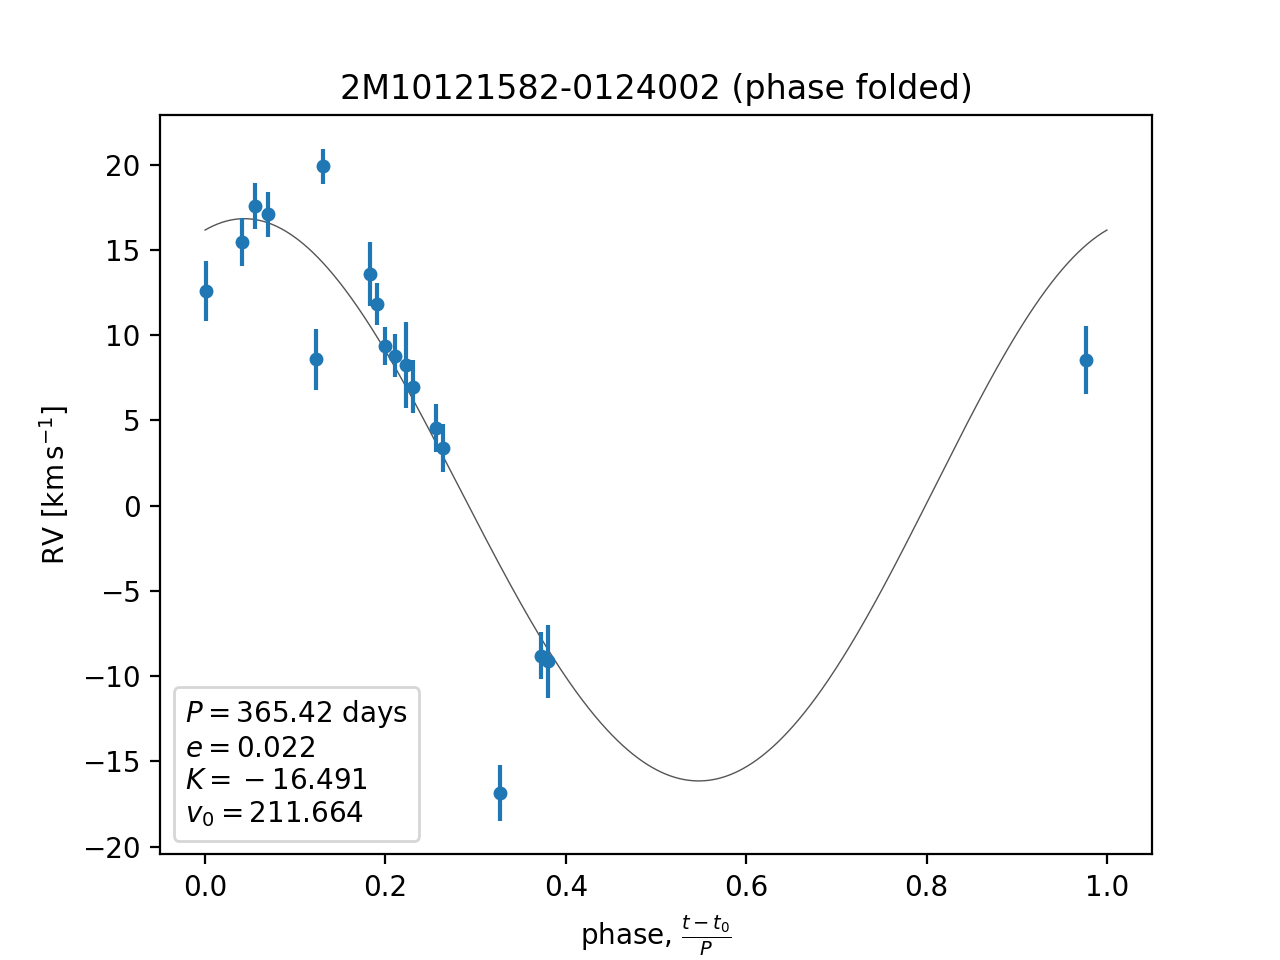 2M10121582-0124002 (phase folded)
RV [km s⁻¹]
20
15
10
5
0
−5
−10
−15
−20
P = 365.42 days
e = 0.022
K = −16.491
v₀ = 211.664
0.0 0.2 0.4 0.6 0.8 1.0
phase, (t − t₀)/P